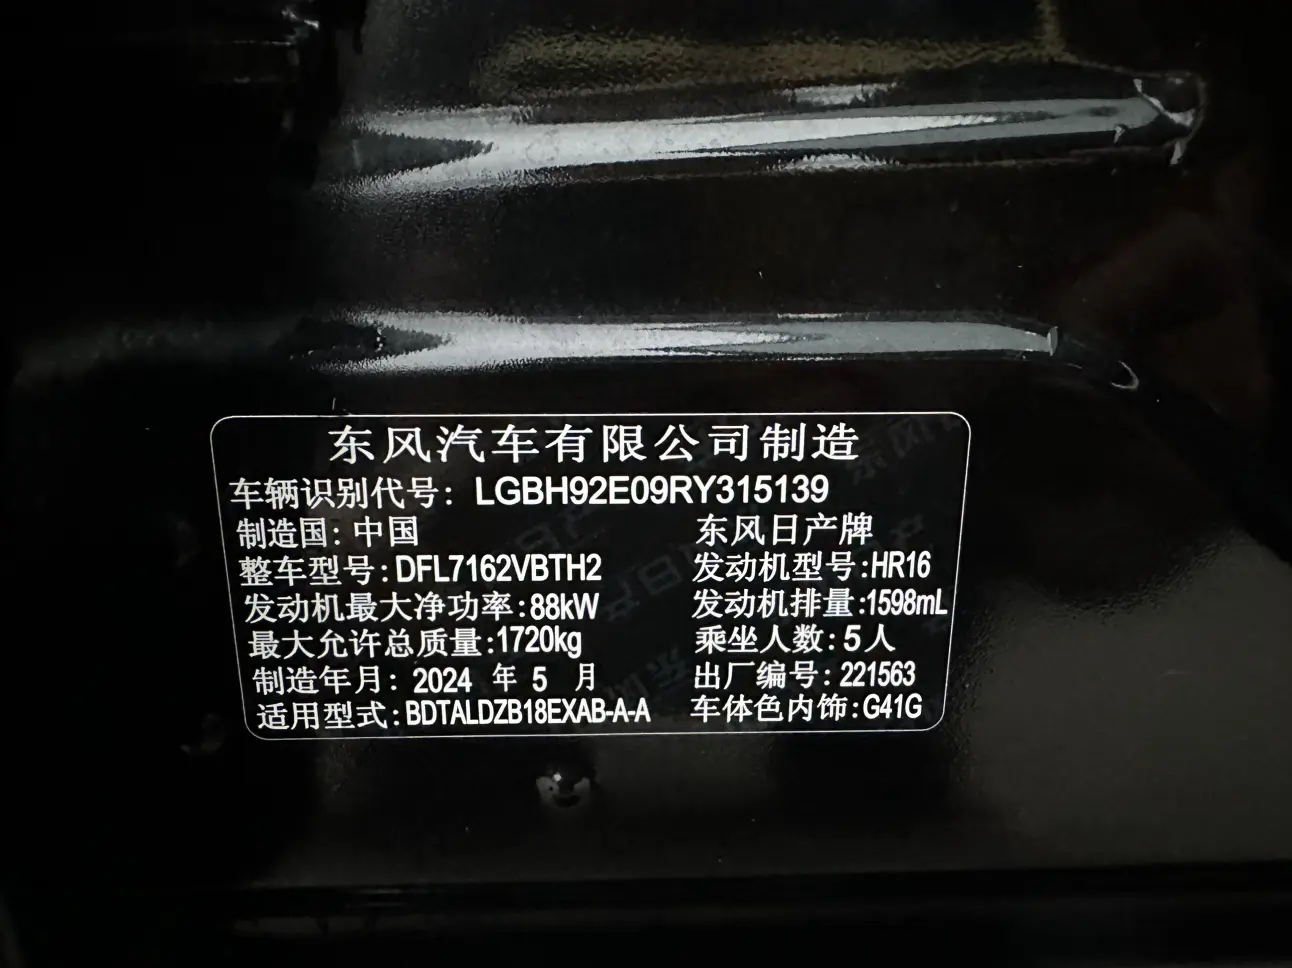 东风汽车有限公司制造
车辆识别代号: LGBH92E09RY315139
制造国: 中国 东风日产牌
整车型号:DFL7162VBTH2 发动机型号:HR16
发动机最大净功率:88kW 发动机排量:1598mL
最大允许总质量:1720kg 乘坐人数: 5人
制造年月: 2024 年 5 月 出厂编号: 221563
适用型式:BDTALDZB18EXAB-A-A 车体色内饰:G41G